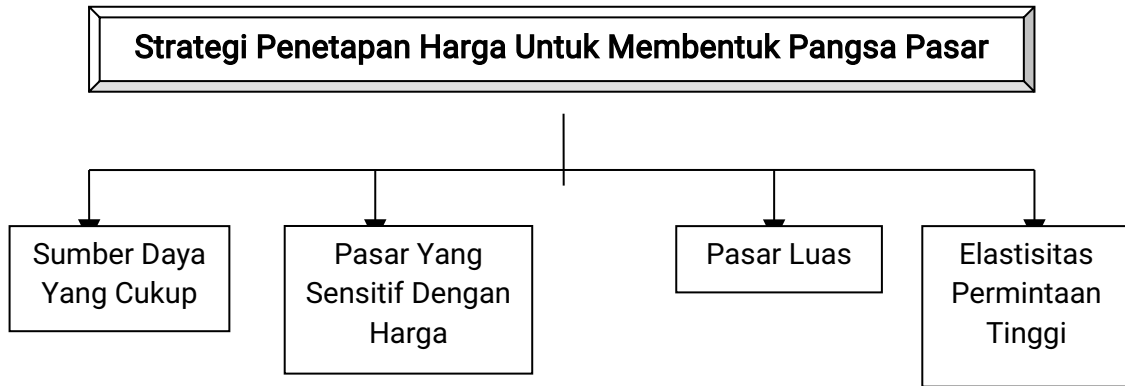 Strategi Penetapan Harga Untuk Membentuk Pangsa Pasar
Sumber Daya
Yang Cukup
Pasar Yang
Sensitif Dengan
Harga
Pasar Luas
Elastisitas
Permintaan
Tinggi